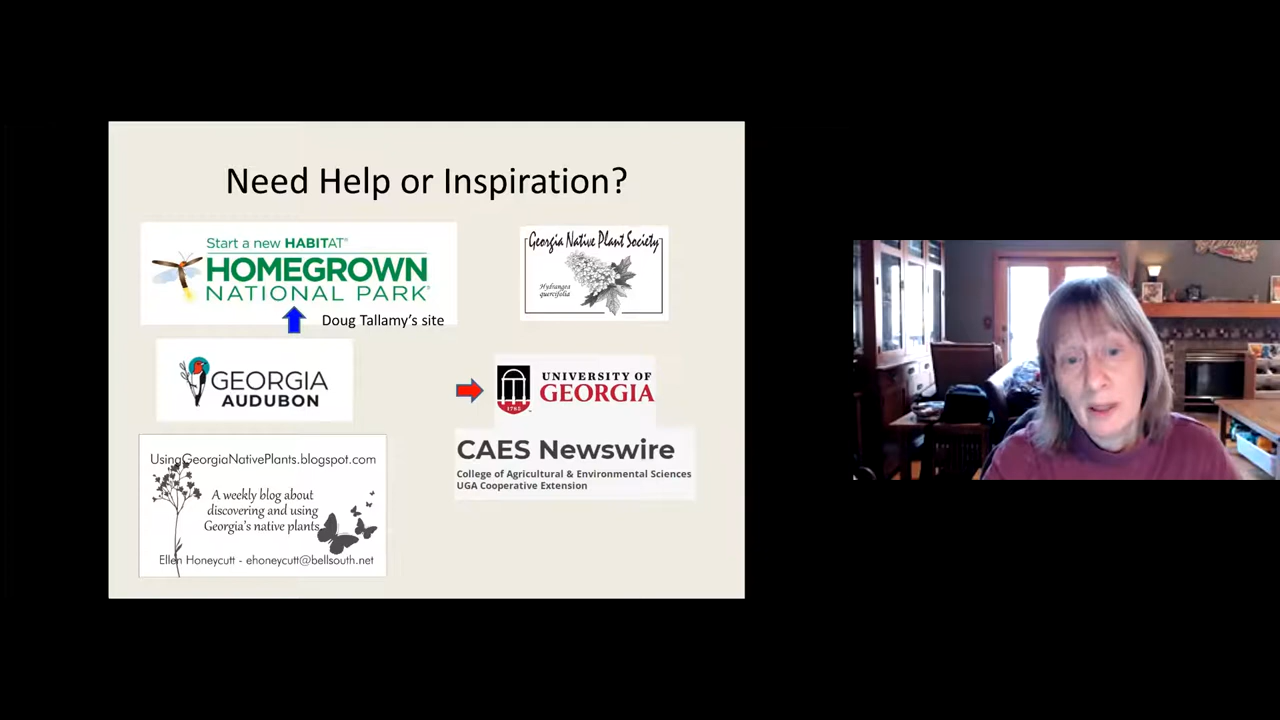 Need Help or Inspiration?
Start a new HABITAT®
HOMEGROWN
NATIONAL PARK®
Doug Tallamy's site
Georgia Native Plant Society
Hydrangea
quercifolia
GEORGIA
AUDUBON
UNIVERSITY OF
GEORGIA
1785
CAES Newswire
College of Agricultural & Environmental Sciences
UGA Cooperative Extension
UsingGeorgiaNativePlants.blogspot.com
A weekly blog about
discovering and using
Georgia's native plants
Ellen Honeycutt - ehoneycutt@bellsouth.net